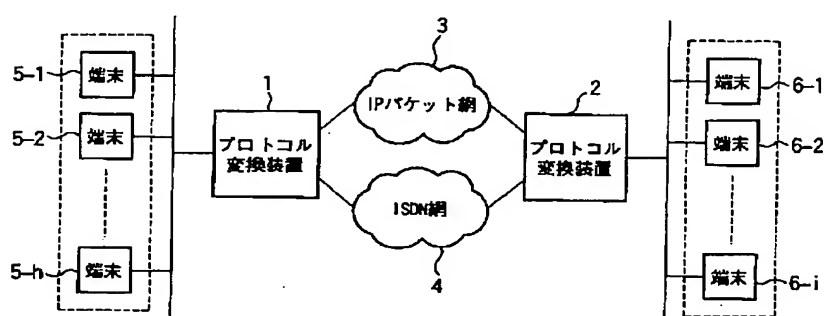 3
5-1
端末
IPパケット網
6-1
端末
1
2
5-2
端末
プロトコル
変換装置
プロトコル
変換装置
6-2
端末
ISDN網
4
5-h
端末
6-i
端末